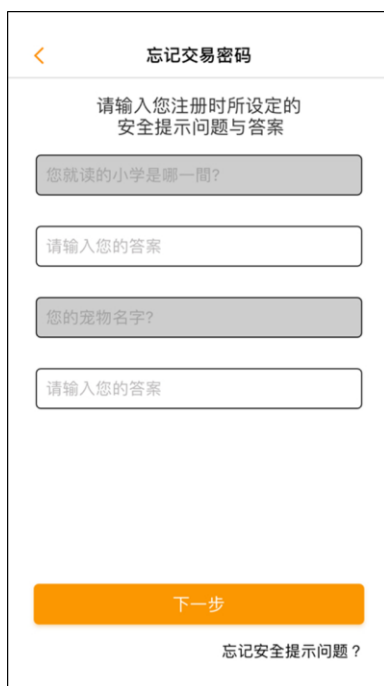 忘记交易密码
请输入您注册时所设定的
安全提示问题与答案
您就读的小学是哪一間?
请输入您的答案
您的宠物名字?
请输入您的答案
下一步
忘记安全提示问题？